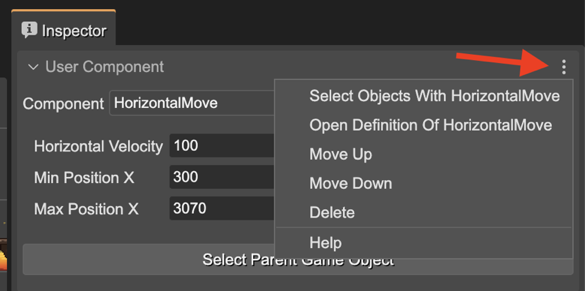 Inspector
User Component
Component HorizontalMove
Select Objects With HorizontalMove
Open Definition Of HorizontalMove
Move Up
Move Down
Delete
Help
Horizontal Velocity 100
Min Position X 300
Max Position X 3070
Select Parent Game Object